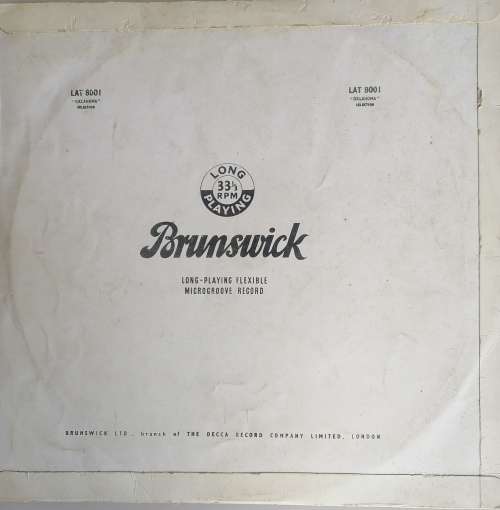 LAT 8001
"OKLAHOMA"
SELECTION
LAT 8001
"OKLAHOMA"
SELECTION
LONG
33⅓
RPM
PLAYING
Brunswick
LONG-PLAYING FLEXIBLE
MICROGROOVE RECORD
BRUNSWICK LTD., branch of THE DECCA RECORD COMPANY LIMITED, LONDON